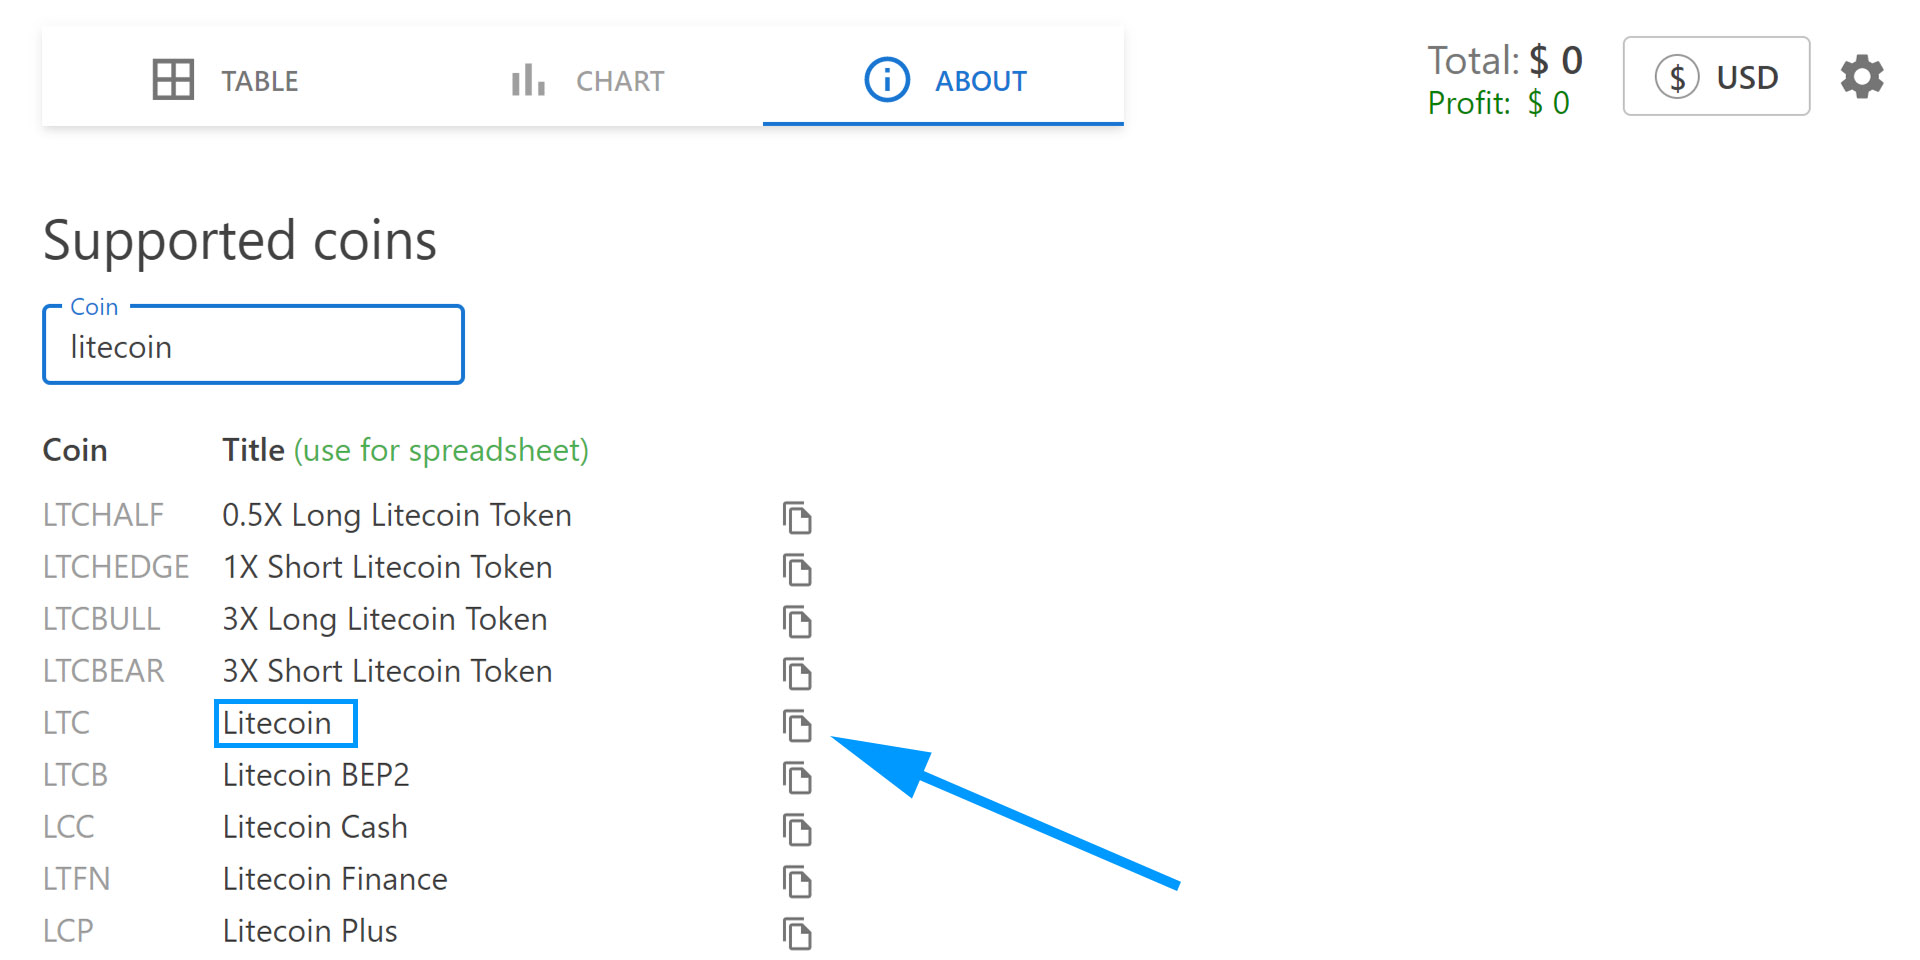 TABLE CHART ABOUT Total: $ 0 $ USD
Profit: $ 0
Supported coins
Coin
litecoin
Coin Title (use for spreadsheet)
LTCHALF 0.5X Long Litecoin Token
LTCHEDGE 1X Short Litecoin Token
LTCBULL 3X Long Litecoin Token
LTCBEAR 3X Short Litecoin Token
LTC Litecoin
LTCB Litecoin BEP2
LCC Litecoin Cash
LTFN Litecoin Finance
LCP Litecoin Plus